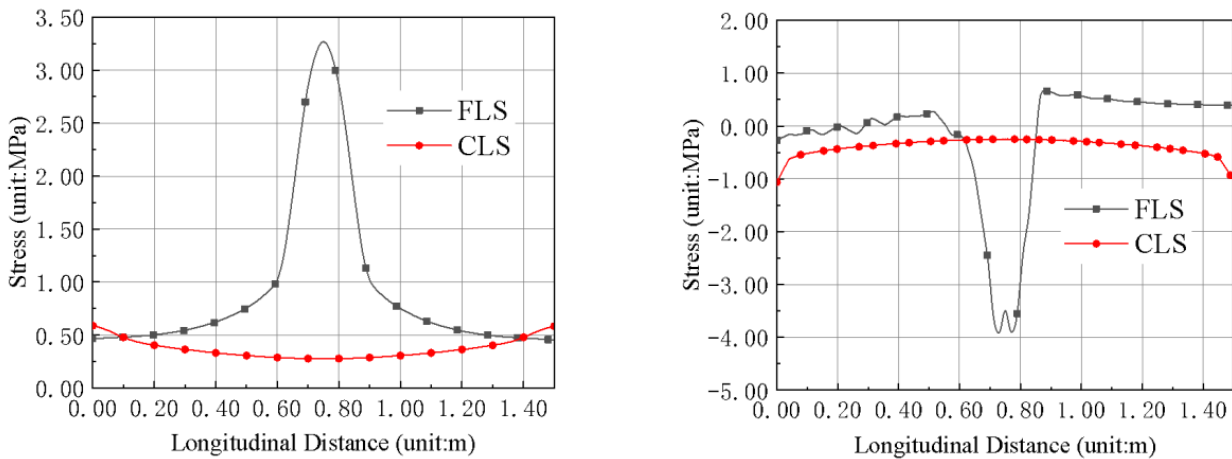 3.50
3.00
2.50
2.00
1.50
1.00
0.50
0.00
Stress (unit:MPa)
FLS
CLS
0.00 0.20 0.40 0.60 0.80 1.00 1.20 1.40
Longitudinal Distance (unit:m)
2.00
1.00
0.00
-1.00
-2.00
-3.00
-4.00
-5.00
Stress (unit:MPa)
FLS
CLS
0.00 0.20 0.40 0.60 0.80 1.00 1.20 1.40
Longitudinal Distance (unit:m)